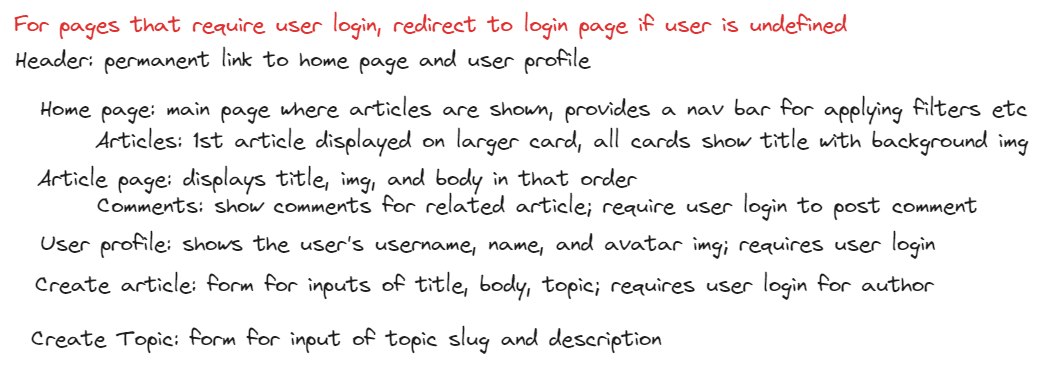 For pages that require user login, redirect to login page if user is undefined
Header: permanent link to home page and user profile
Home page: main page where articles are shown, provides a nav bar for applying filters etc
Articles: 1st article displayed on larger card, all cards show title with background img
Article page: displays title, img, and body in that order
Comments: show comments for related article; require user login to post comment
User profile: shows the user's username, name, and avatar img; requires user login
Create article: form for inputs of title, body, topic; requires user login for author
Create Topic: form for input of topic slug and description